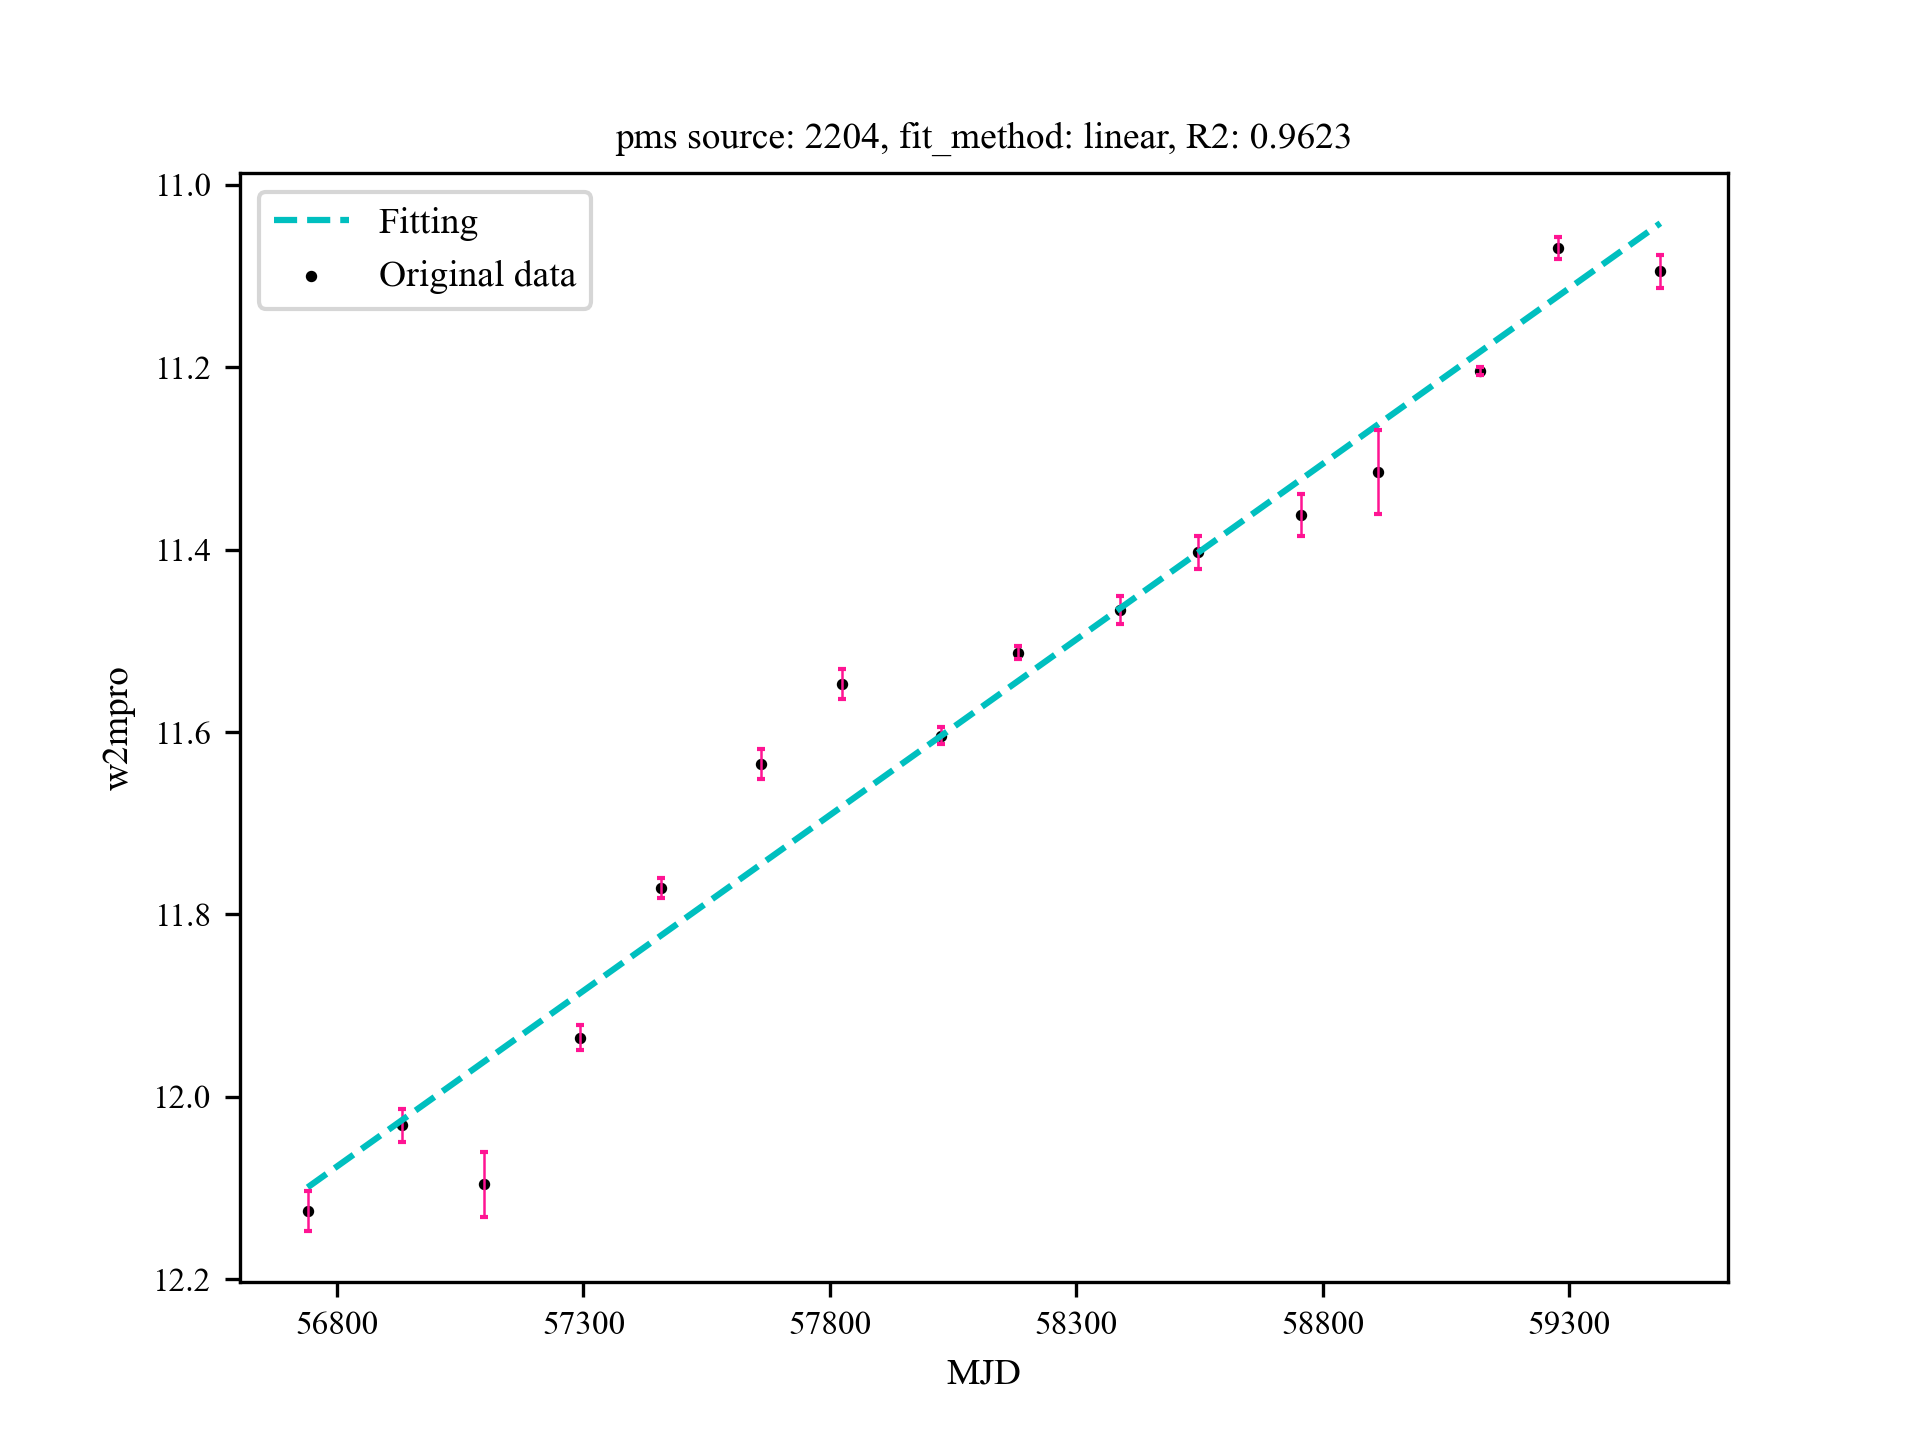 pms source: 2204, fit_method: linear, R2: 0.9623
Fitting
Original data
11.0
11.2
11.4
11.6
11.8
12.0
12.2
w2mpro
56800 57300 57800 58300 58800 59300
MJD